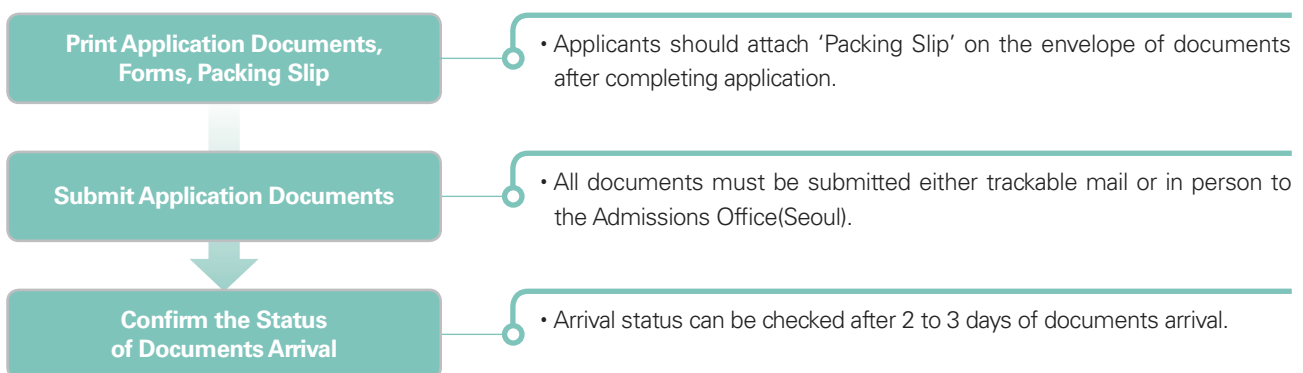 Print Application Documents,
Forms, Packing Slip
• Applicants should attach 'Packing Slip' on the envelope of documents
after completing application.
Submit Application Documents
• All documents must be submitted either trackable mail or in person to
the Admissions Office(Seoul).
Confirm the Status
of Documents Arrival
• Arrival status can be checked after 2 to 3 days of documents arrival.